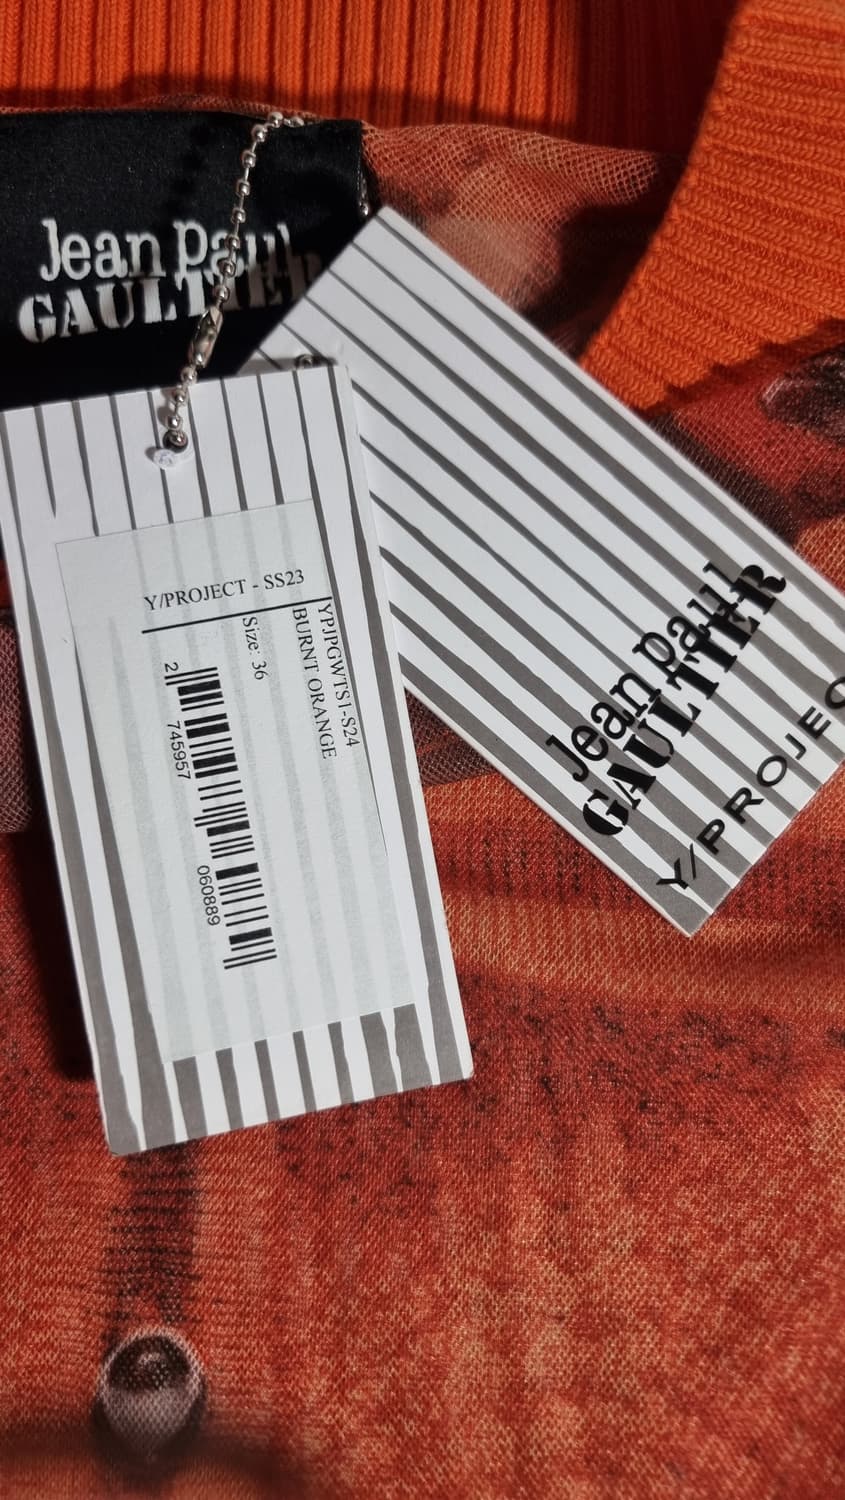 Jean Paul
GAULTIER
Y/PROJECT - SS23
YPJPGWTS1-S24
BURNT ORANGE
Size: 36
2 745957 060889
Jean Paul
GAULTIER
Y/PROJEC